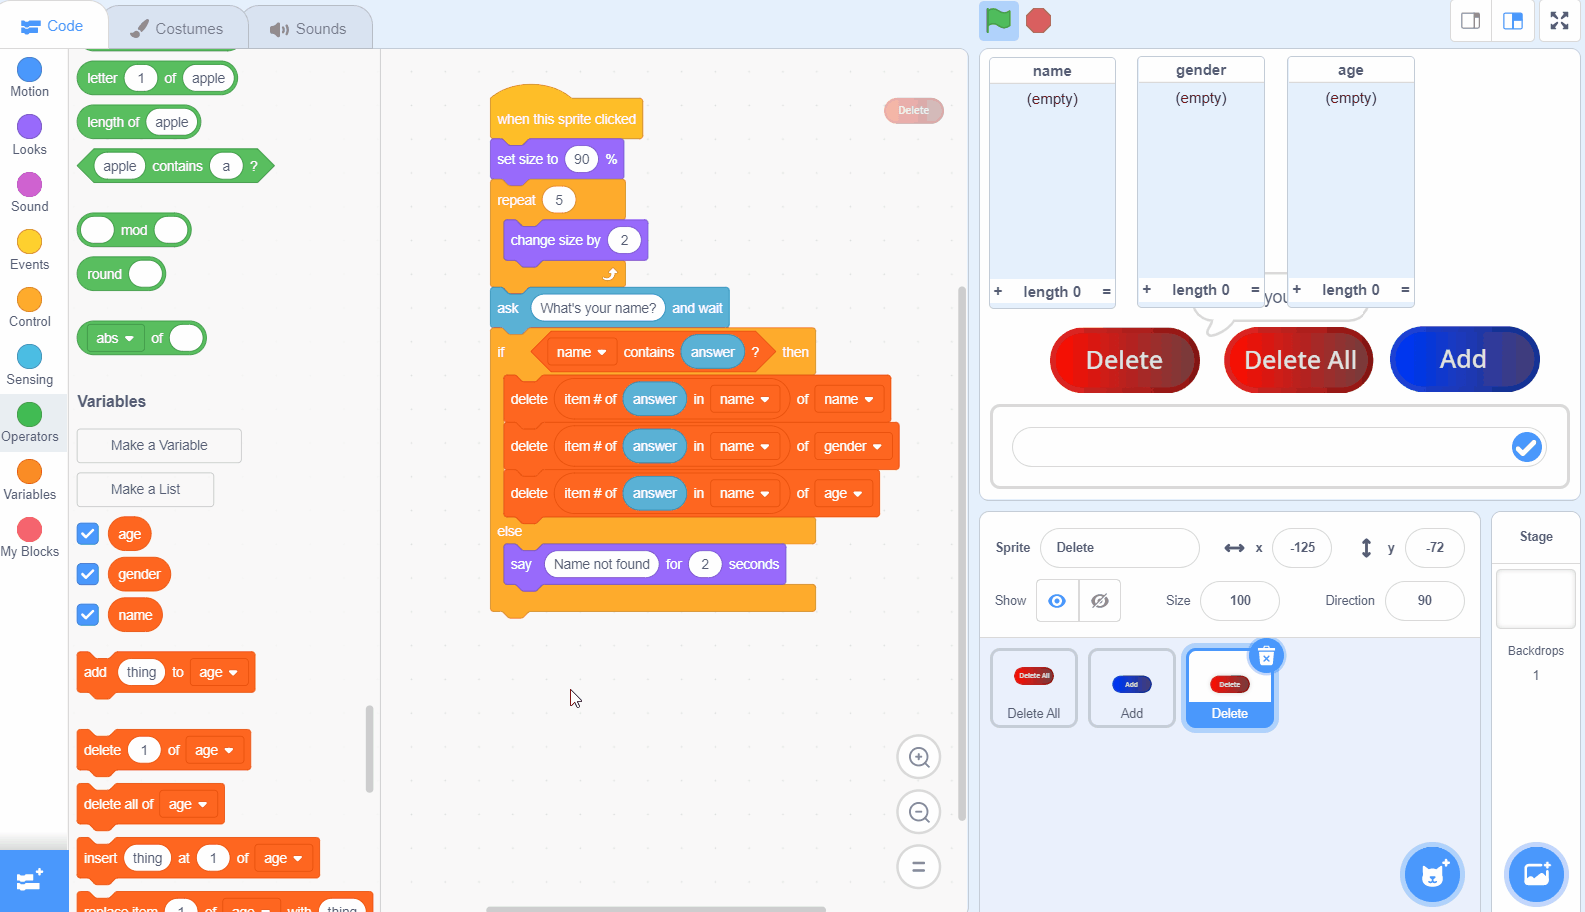 Code
Costumes
Sounds
Motion
Looks
Sound
Events
Control
Sensing
Operators
Variables
My Blocks
letter 1 of apple
length of apple
apple contains a ?
mod
round
abs of
Variables
Make a Variable
Make a List
age
gender
name
add thing to age
delete 1 of age
delete all of age
insert thing at 1 of age
replace item 1 of age with thing
when this sprite clicked
set size to 90 %
repeat 5
change size by 2
ask What's your name? and wait
if name contains answer ? then
delete item # of answer in name of name
delete item # of answer in name of gender
delete item # of answer in name of age
else
say Name not found for 2 seconds
Delete
name gender age
(empty) (empty) (empty)
+ length 0 = + length 0 = + length 0 =
you
Delete Delete All Add
Sprite Delete x -125 y -72
Show Size 100 Direction 90
Delete All Add Delete
Delete All Add Delete
Stage
Backdrops
1